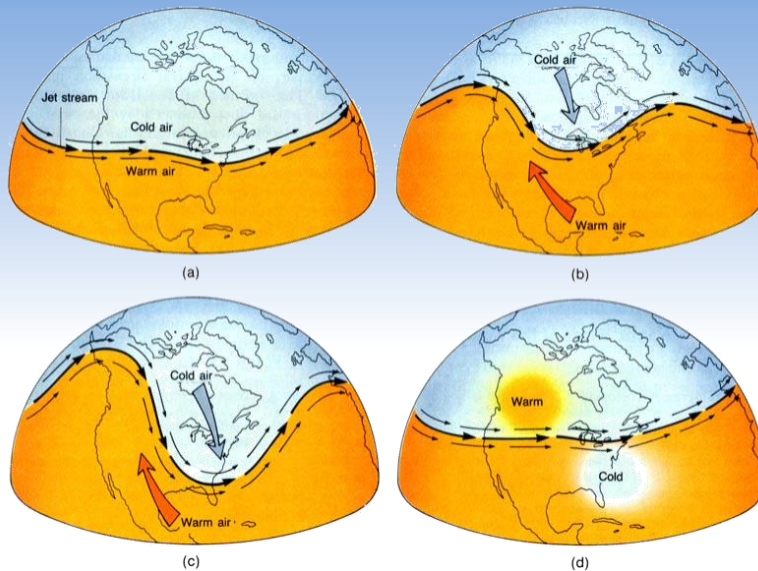 Jet stream
Cold air
Warm air
(a)
Cold air
Warm air
(b)
Cold air
Warm air
(c)
Warm
Cold
(d)